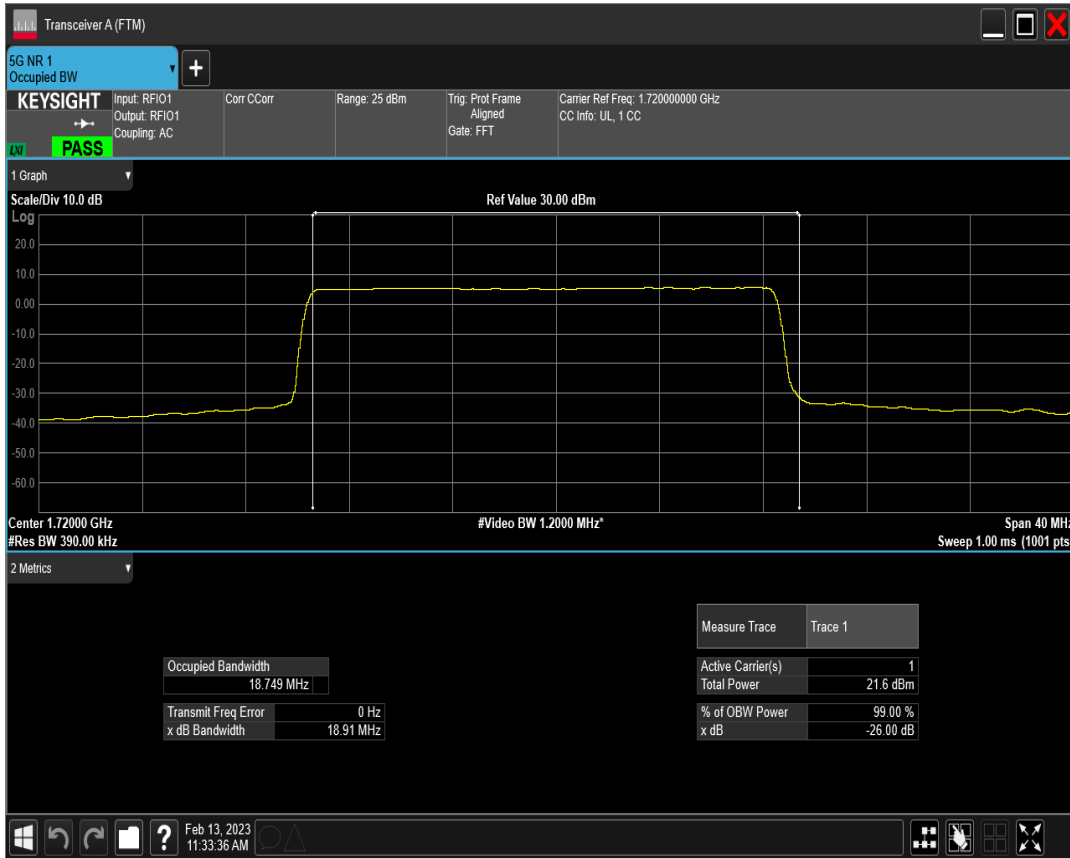 Transceiver A (FTM)
5G NR 1
Occupied BW
+
KEYSIGHT
LXI
PASS
Input: RFIO1
Output: RFIO1
Coupling: AC
Corr CCorr
Range: 25 dBm
Trig: Prot Frame
Aligned
Gate: FFT
Carrier Ref Freq: 1.720000000 GHz
CC Info: UL, 1 CC
1 Graph
Scale/Div 10.0 dB
Ref Value 30.00 dBm
Log
20.0
10.0
0.00
-10.0
-20.0
-30.0
-40.0
-50.0
-60.0
Center 1.72000 GHz
#Video BW 1.2000 MHz*
Span 40 MHz
#Res BW 390.00 kHz
Sweep 1.00 ms (1001 pts
2 Metrics
Measure Trace Trace 1
Occupied Bandwidth
18.749 MHz
Active Carrier(s) 1
Total Power 21.6 dBm
Transmit Freq Error 0 Hz
x dB Bandwidth 18.91 MHz
% of OBW Power 99.00 %
x dB -26.00 dB
?
Feb 13, 2023
11:33:36 AM